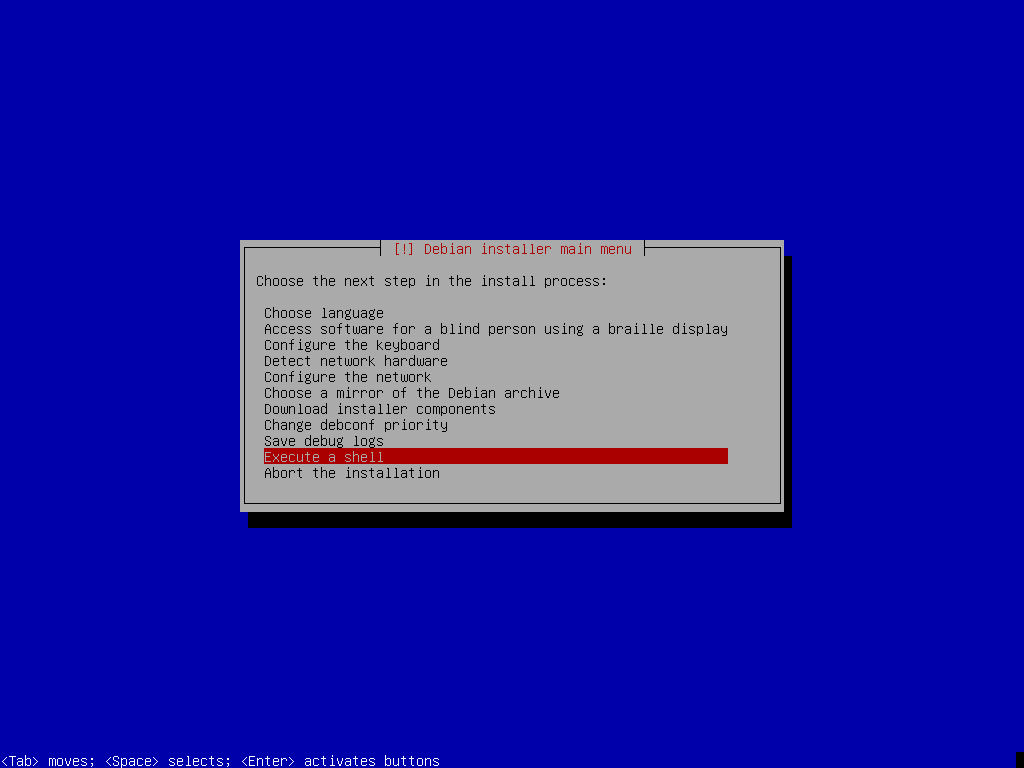 [!] Debian installer main menu
Choose the next step in the install process:
Choose language
Access software for a blind person using a braille display
Configure the keyboard
Detect network hardware
Configure the network
Choose a mirror of the Debian archive
Download installer components
Change debconf priority
Save debug logs
Execute a shell
Abort the installation
<Tab> moves; <Space> selects; <Enter> activates buttons